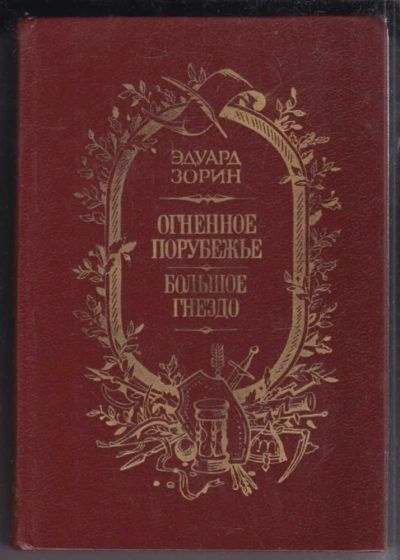 ЭДУАРД
ЗОРИН
ОГНЕННОЕ
ПОРУБЕЖЬЕ
БОЛЬШОЕ
ГНЕЗДО